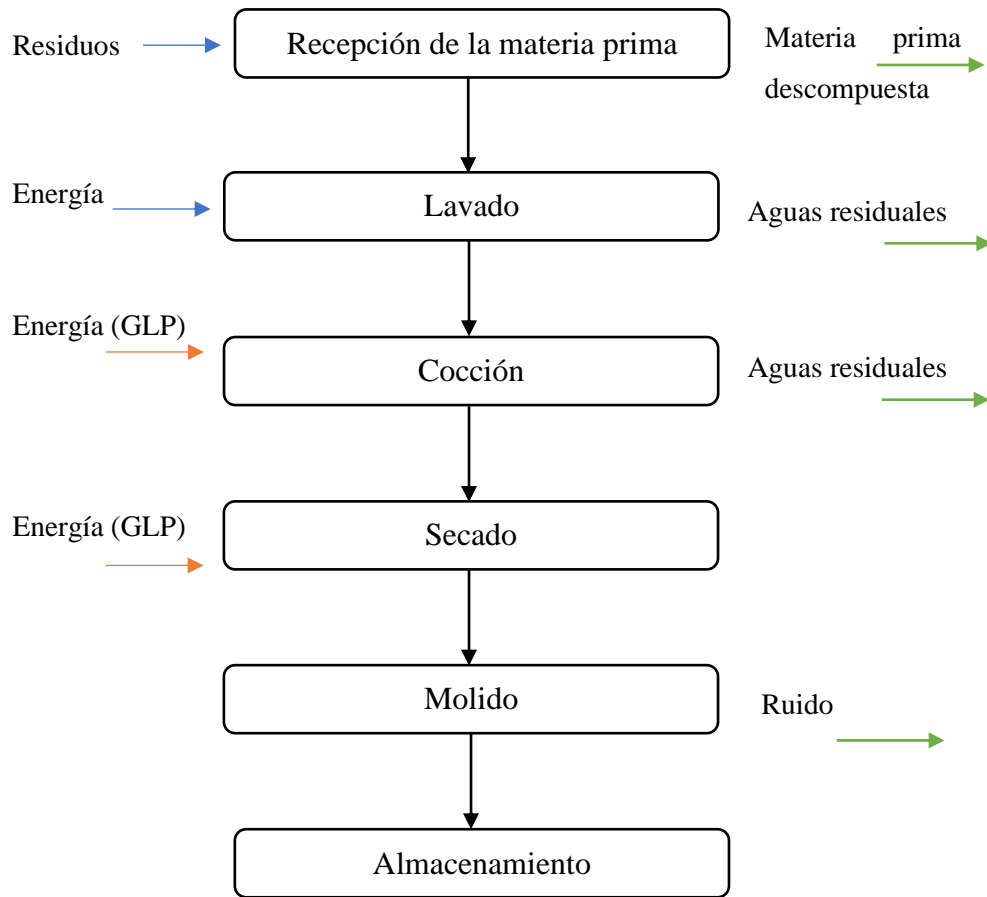 Residuos
Recepción de la materia prima
Materia prima
descompuesta
Energía
Lavado
Aguas residuales
Energía (GLP)
Cocción
Aguas residuales
Energía (GLP)
Secado
Molido
Ruido
Almacenamiento